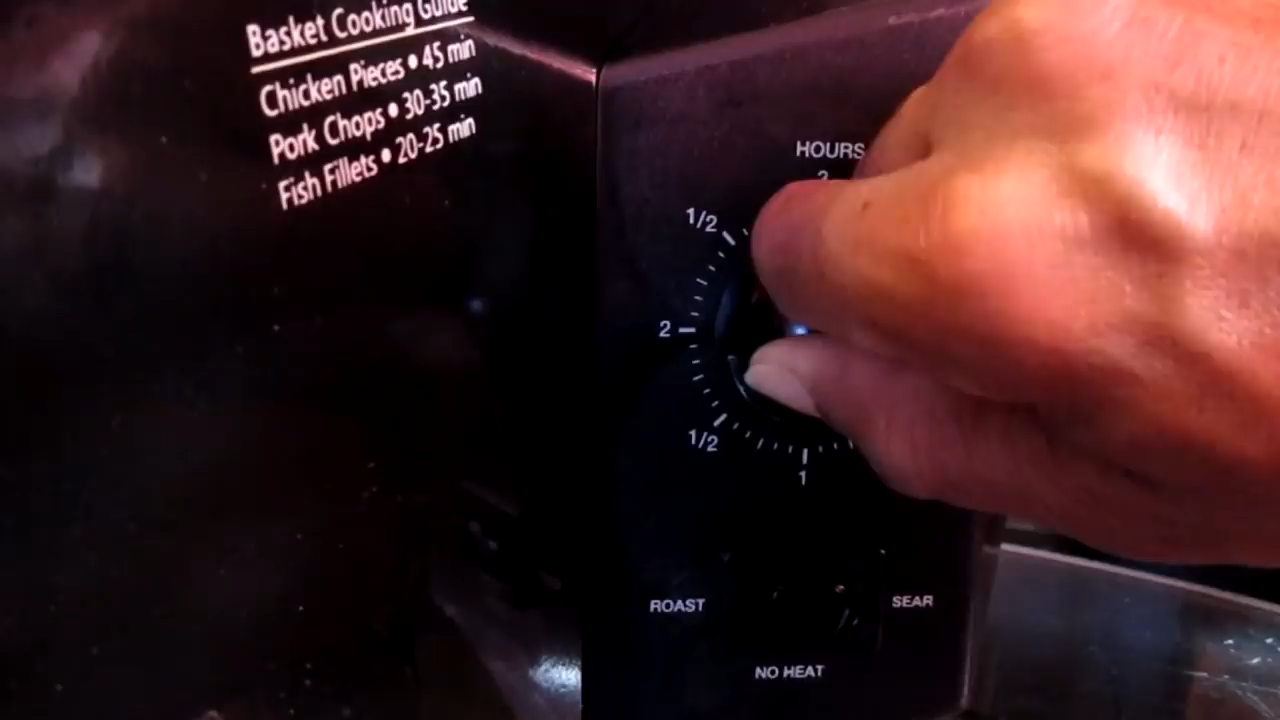 Basket Cooking Guide
Chicken Pieces • 45 min
Pork Chops • 30-35 min
Fish Fillets • 20-25 min
HOURS
1/2
2
1/2
1
ROAST
SEAR
NO HEAT